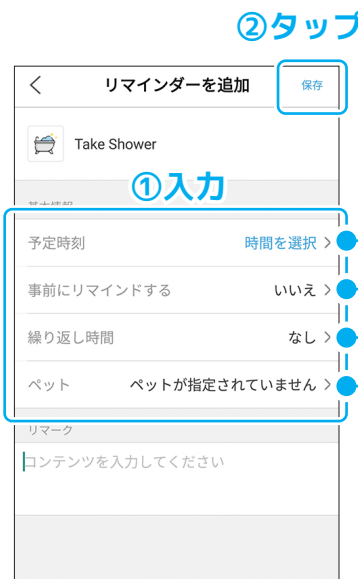 ②タップ
リマインダーを追加
保存
Take Shower
①入力
基本情報
予定時刻
時間を選択
事前にリマインドする
いいえ
繰り返し時間
なし
ペット
ペットが指定されていません
リマーク
コンテンツを入力してください